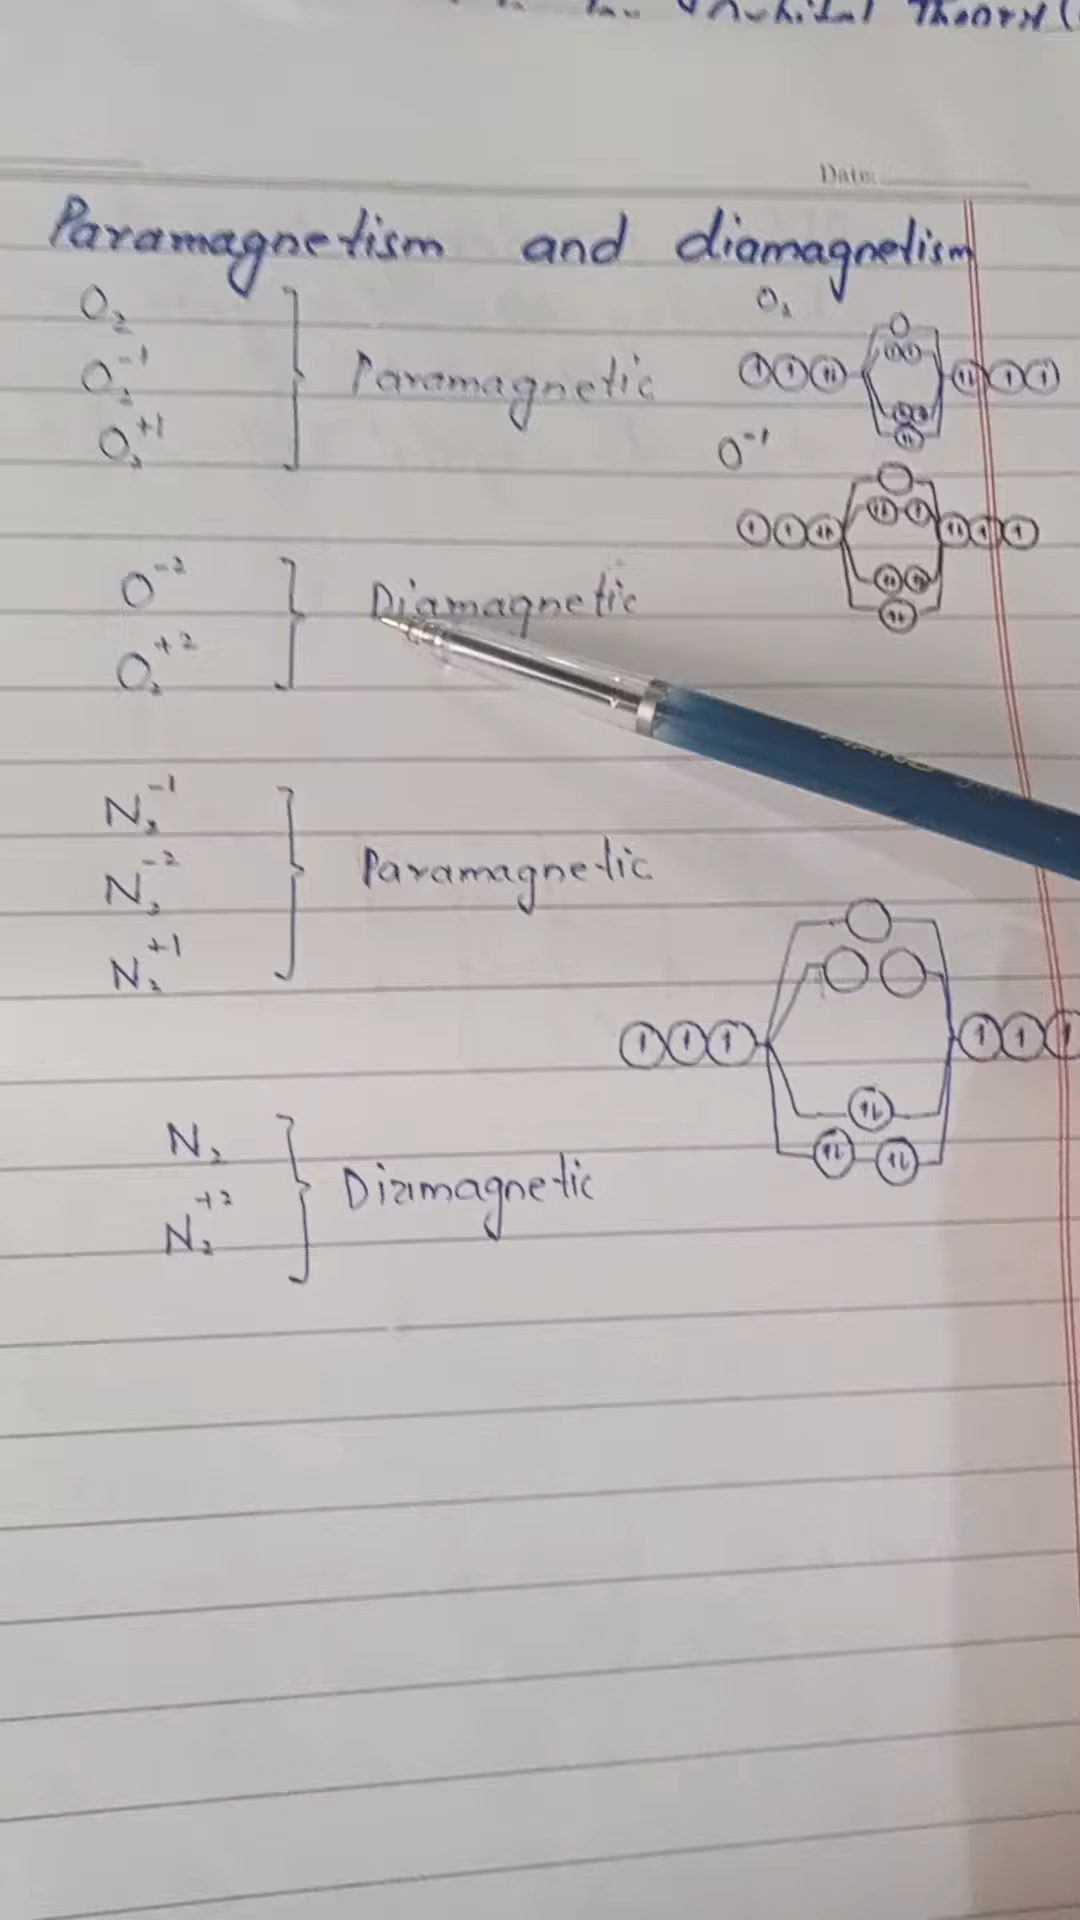 Theory (
Date:
Paramagnetism and diamagnetism
O₂
O₂⁻¹
O₂⁺¹
Paramagnetic
O₂
O⁻¹
O⁻²
O₂⁺²
Diamagnetic
N₂⁻¹
N₂⁻²
N₂⁺¹
Paramagnetic
N₂
N₂⁺²
Diamagnetic